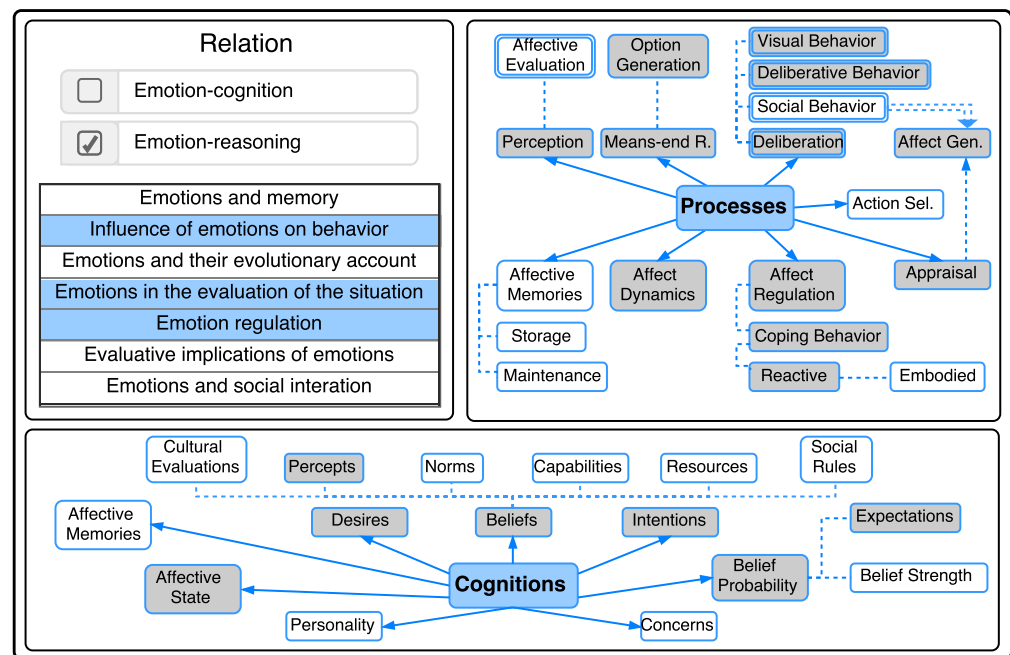 Relation
Emotion-cognition
Emotion-reasoning
Emotions and memory
Influence of emotions on behavior
Emotions and their evolutionary account
Emotions in the evaluation of the situation
Emotion regulation
Evaluative implications of emotions
Emotions and social interation
Affective
Evaluation
Option
Generation
Visual Behavior
Deliberative Behavior
Social Behavior
Perception
Means-end R.
Deliberation
Affect Gen.
Processes
Action Sel.
Affective
Memories
Affect
Dynamics
Affect
Regulation
Appraisal
Storage
Coping Behavior
Maintenance
Reactive
Embodied
Cultural
Evaluations
Percepts
Norms
Capabilities
Resources
Social
Rules
Affective
Memories
Desires
Beliefs
Intentions
Expectations
Affective
State
Cognitions
Belief
Probability
Belief Strength
Personality
Concerns